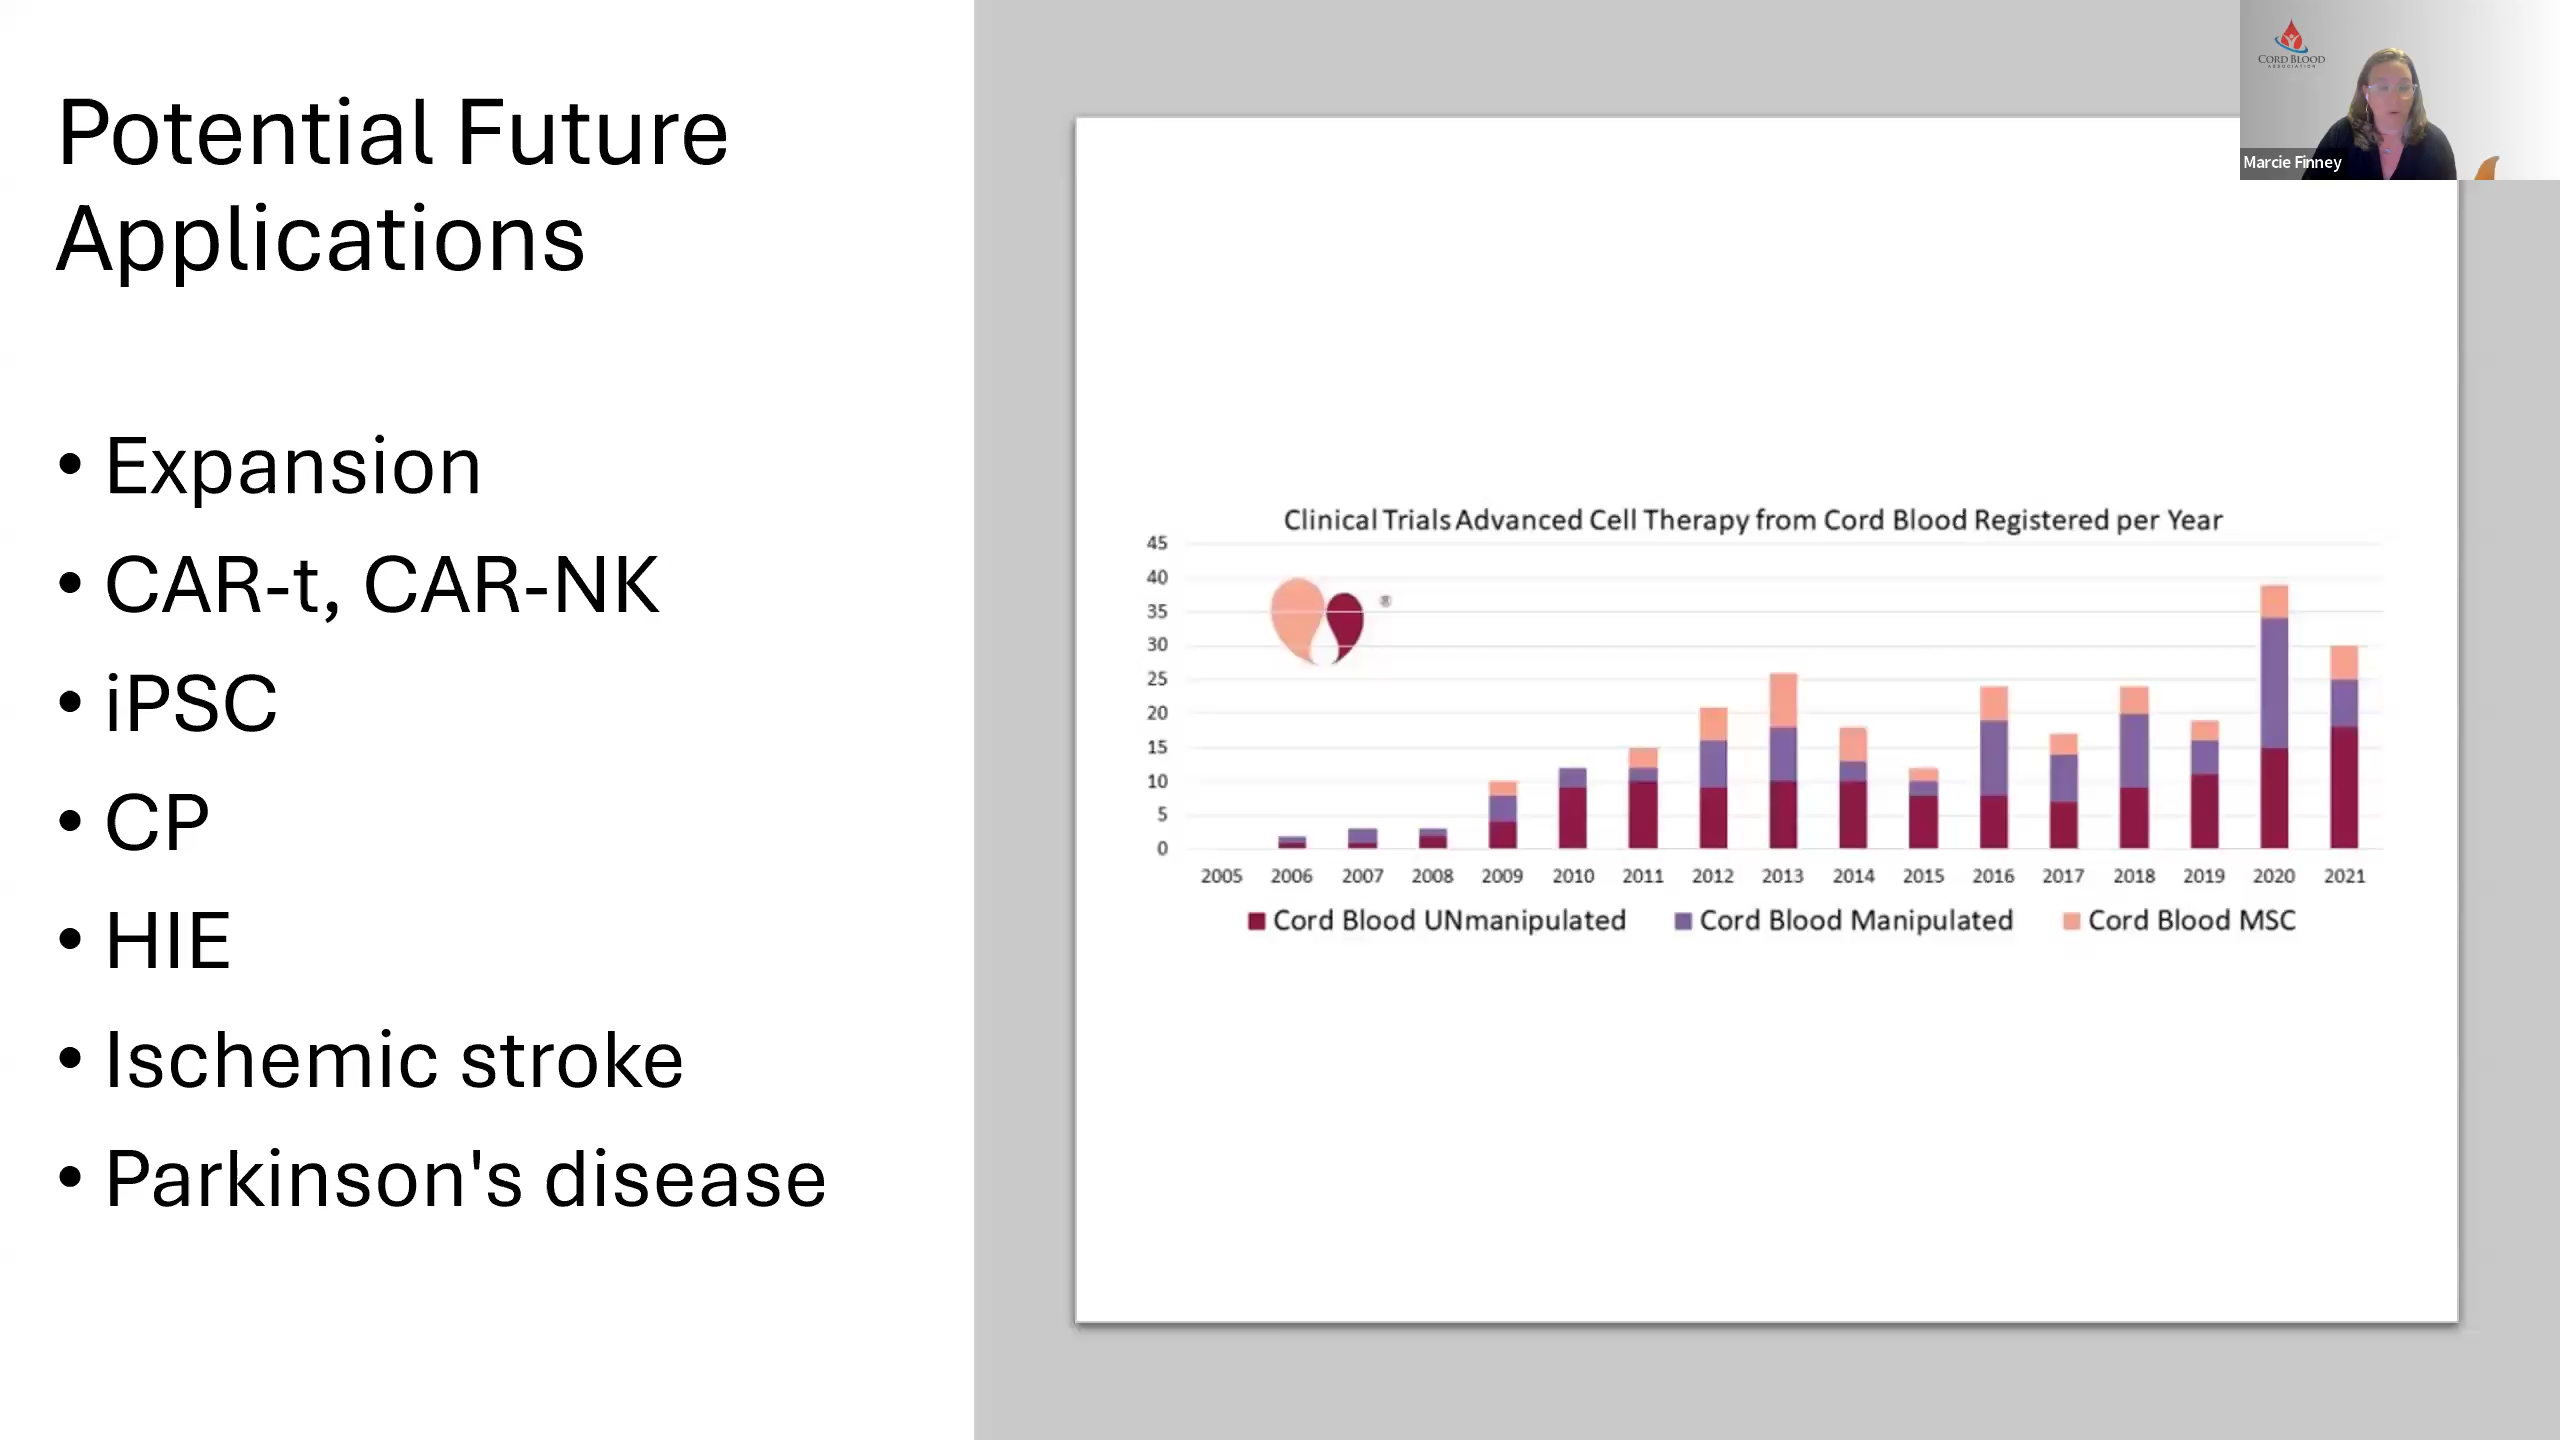 Potential Future
Applications
• Expansion
• CAR-t, CAR-NK
• iPSC
• CP
• HIE
• Ischemic stroke
• Parkinson's disease
CORD BLOOD
ASSOCIATION
Marcie Finney
Clinical Trials Advanced Cell Therapy from Cord Blood Registered per Year
45
40
35
30
25
20
15
10
5
0
®
2005 2006 2007 2008 2009 2010 2011 2012 2013 2014 2015 2016 2017 2018 2019 2020 2021
Cord Blood UNmanipulated Cord Blood Manipulated Cord Blood MSC